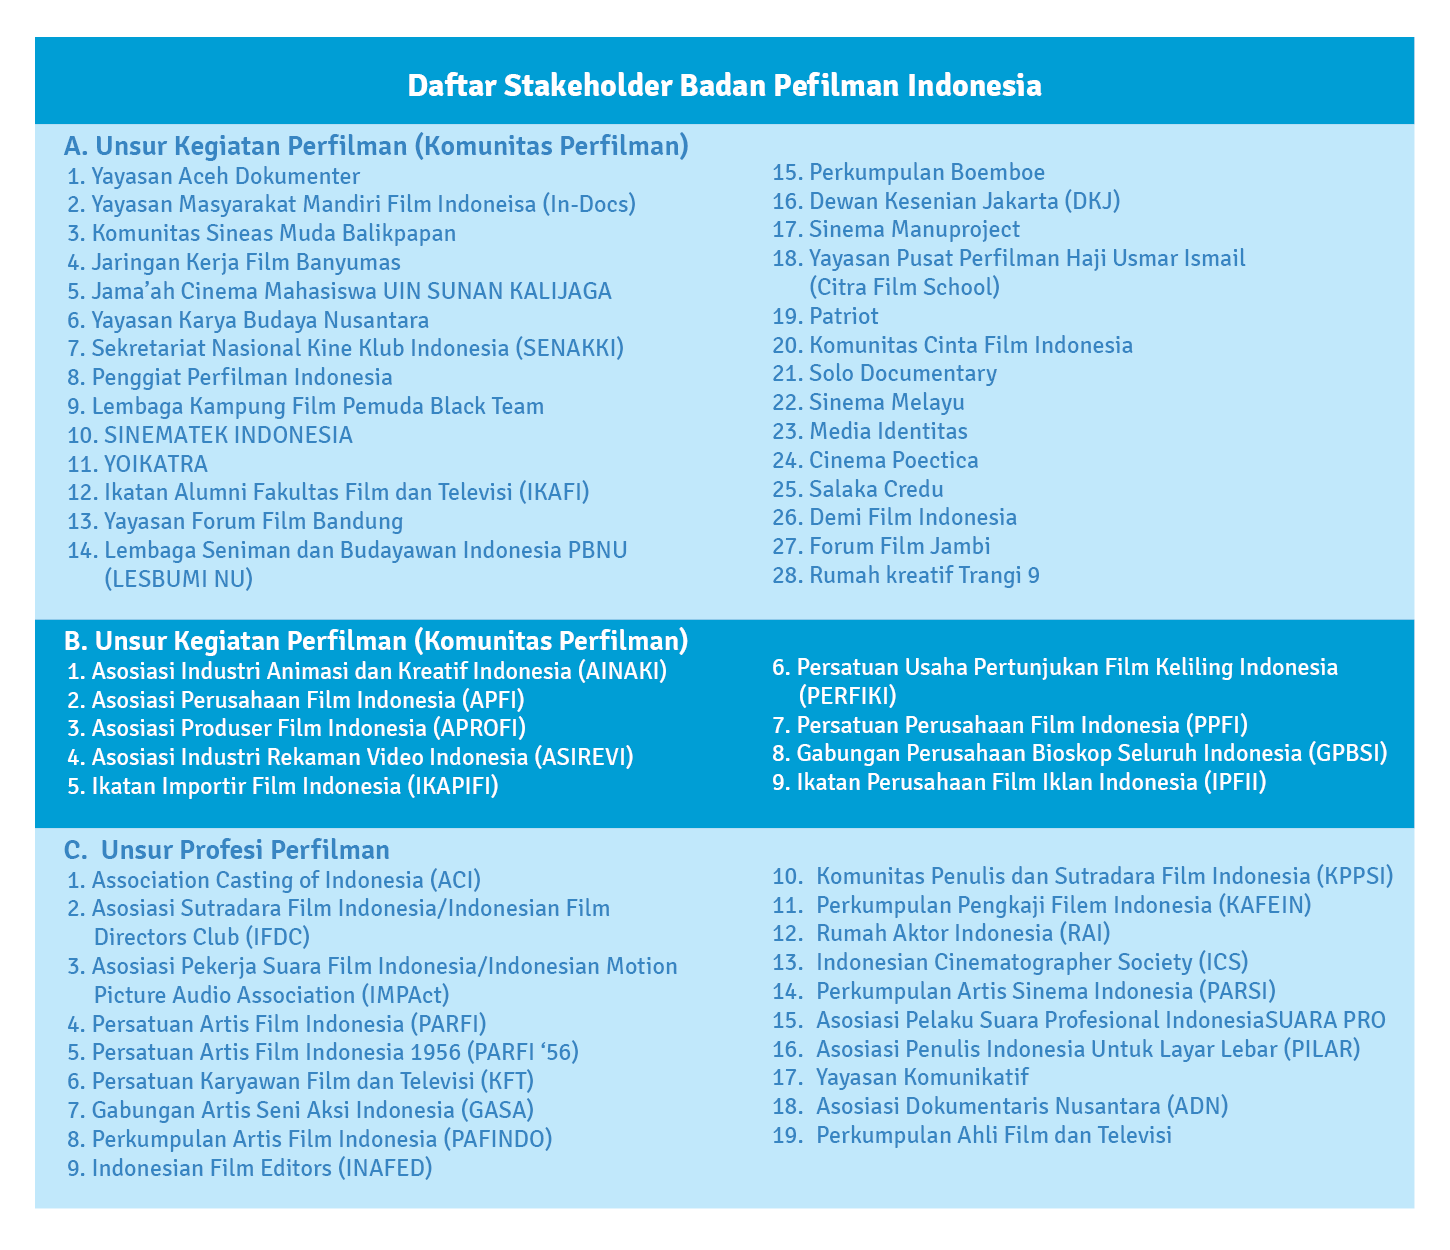 Daftar Stakeholder Badan Pefilman Indonesia
A. Unsur Kegiatan Perfilman (Komunitas Perfilman)
1. Yayasan Aceh Dokumenter
2. Yayasan Masyarakat Mandiri Film Indoneisa (In-Docs)
3. Komunitas Sineas Muda Balikpapan
4. Jaringan Kerja Film Banyumas
5. Jama’ah Cinema Mahasiswa UIN SUNAN KALIJAGA
6. Yayasan Karya Budaya Nusantara
7. Sekretariat Nasional Kine Klub Indonesia (SENAKKI)
8. Penggiat Perfilman Indonesia
9. Lembaga Kampung Film Pemuda Black Team
10. SINEMATEK INDONESIA
11. YOIKATRA
12. Ikatan Alumni Fakultas Film dan Televisi (IKAFI)
13. Yayasan Forum Film Bandung
14. Lembaga Seniman dan Budayawan Indonesia PBNU
(LESBUMI NU)
15. Perkumpulan Boemboe
16. Dewan Kesenian Jakarta (DKJ)
17. Sinema Manuproject
18. Yayasan Pusat Perfilman Haji Usmar Ismail
(Citra Film School)
19. Patriot
20. Komunitas Cinta Film Indonesia
21. Solo Documentary
22. Sinema Melayu
23. Media Identitas
24. Cinema Poectica
25. Salaka Credu
26. Demi Film Indonesia
27. Forum Film Jambi
28. Rumah kreatif Trangi 9
B. Unsur Kegiatan Perfilman (Komunitas Perfilman)
1. Asosiasi Industri Animasi dan Kreatif Indonesia (AINAKI)
2. Asosiasi Perusahaan Film Indonesia (APFI)
3. Asosiasi Produser Film Indonesia (APROFI)
4. Asosiasi Industri Rekaman Video Indonesia (ASIREVI)
5. Ikatan Importir Film Indonesia (IKAPIFI)
6. Persatuan Usaha Pertunjukan Film Keliling Indonesia
(PERFIKI)
7. Persatuan Perusahaan Film Indonesia (PPFI)
8. Gabungan Perusahaan Bioskop Seluruh Indonesia (GPBSI)
9. Ikatan Perusahaan Film Iklan Indonesia (IPFII)
C. Unsur Profesi Perfilman
1. Association Casting of Indonesia (ACI)
2. Asosiasi Sutradara Film Indonesia/Indonesian Film
Directors Club (IFDC)
3. Asosiasi Pekerja Suara Film Indonesia/Indonesian Motion
Picture Audio Association (IMPAct)
4. Persatuan Artis Film Indonesia (PARFI)
5. Persatuan Artis Film Indonesia 1956 (PARFI ‘56)
6. Persatuan Karyawan Film dan Televisi (KFT)
7. Gabungan Artis Seni Aksi Indonesia (GASA)
8. Perkumpulan Artis Film Indonesia (PAFINDO)
9. Indonesian Film Editors (INAFED)
10. Komunitas Penulis dan Sutradara Film Indonesia (KPPSI)
11. Perkumpulan Pengkaji Filem Indonesia (KAFEIN)
12. Rumah Aktor Indonesia (RAI)
13. Indonesian Cinematographer Society (ICS)
14. Perkumpulan Artis Sinema Indonesia (PARSI)
15. Asosiasi Pelaku Suara Profesional IndonesiaSUARA PRO
16. Asosiasi Penulis Indonesia Untuk Layar Lebar (PILAR)
17. Yayasan Komunikatif
18. Asosiasi Dokumentaris Nusantara (ADN)
19. Perkumpulan Ahli Film dan Televisi